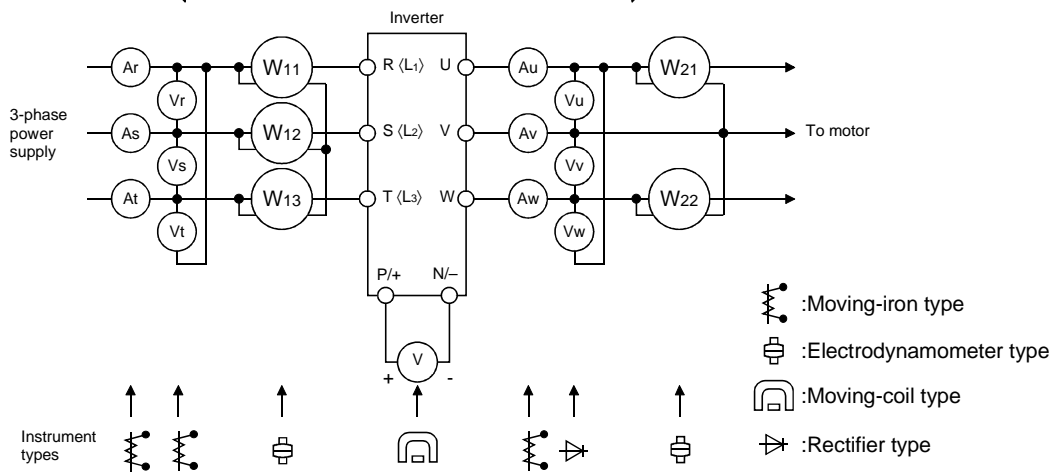 Inverter
Ar W11 R ⟨L1⟩ U Au W21
Vr Vu
3-phase
power
supply
As W12 S ⟨L2⟩ V Av To motor
Vs Vv
At W13 T ⟨L3⟩ W Aw W22
Vt Vw
P/+ N/–
:Moving-iron type
:Electrodynamometer type
V
+ -
:Moving-coil type
Instrument
types
:Rectifier type